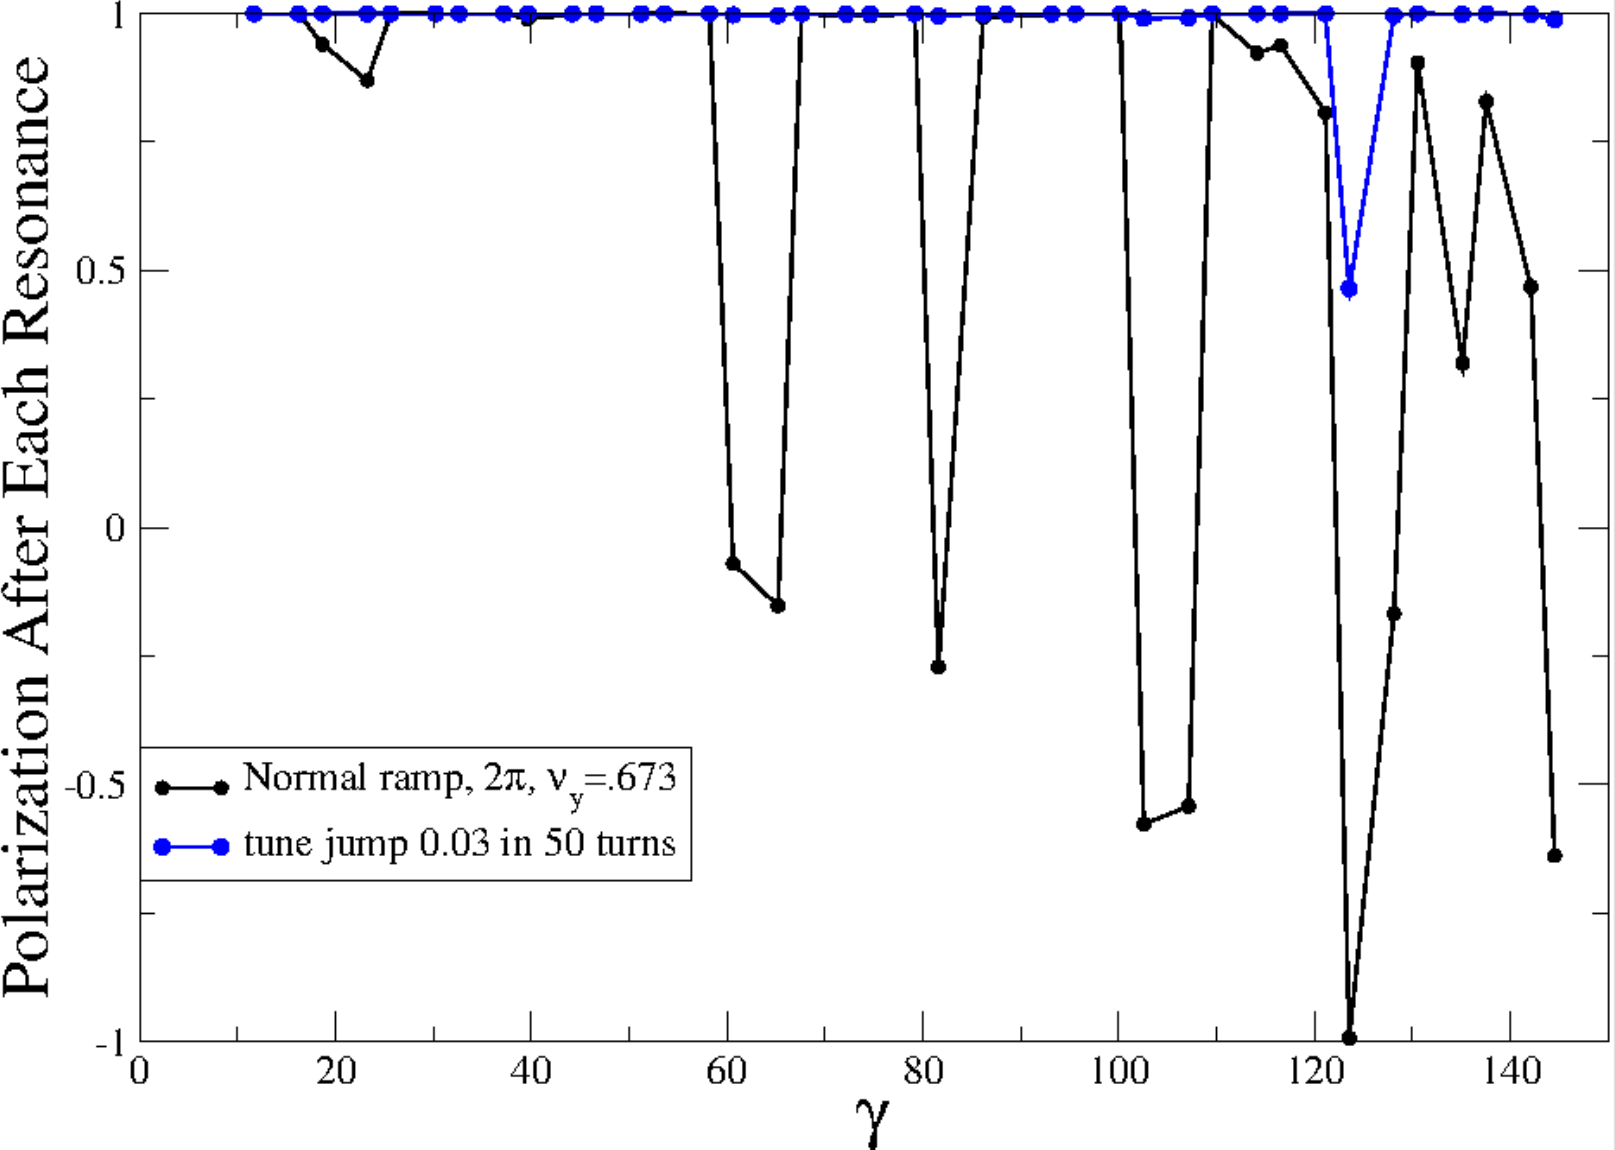 Polarization After Each Resonance
1
0.5
0
-0.5
-1
Normal ramp, 2π, νy=.673
tune jump 0.03 in 50 turns
0 20 40 60 80 100 120 140
γ